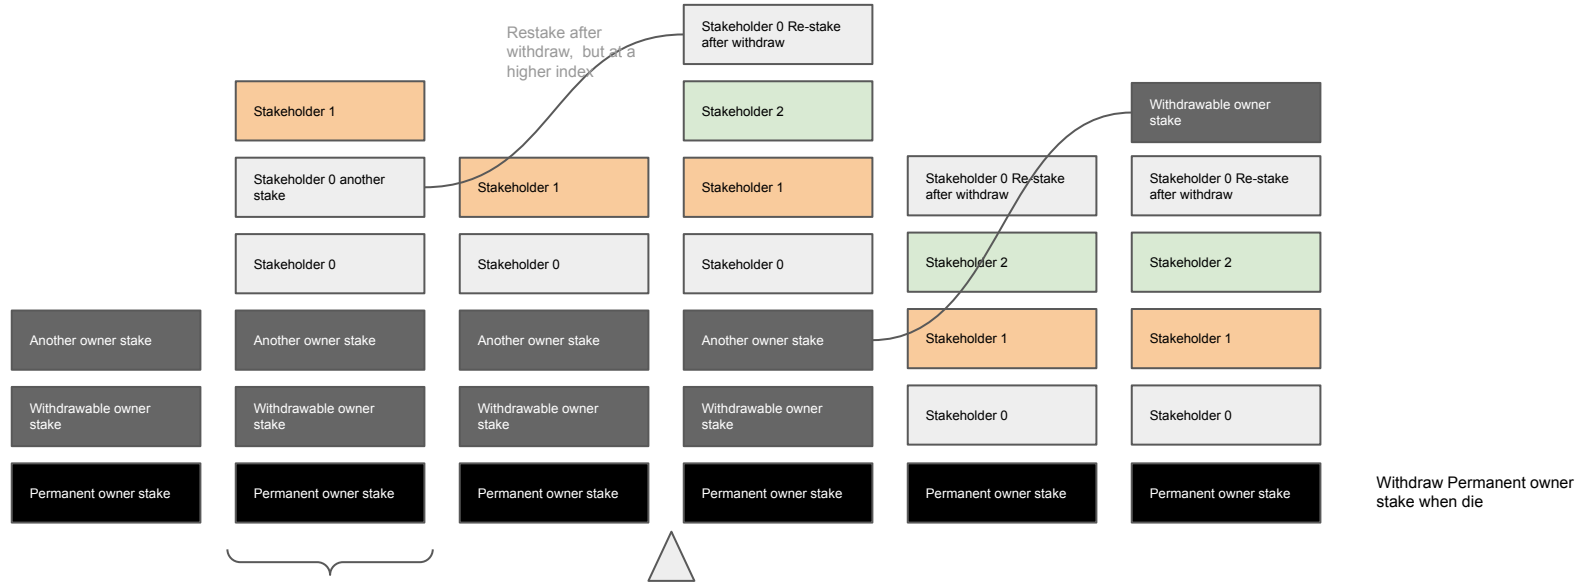 Another owner stake
Withdrawable owner
stake
Permanent owner stake
Stakeholder 1
Stakeholder 0 another
stake
Stakeholder 0
Another owner stake
Withdrawable owner
stake
Permanent owner stake
Restake after
withdraw,  but at a
higher index
Stakeholder 1
Stakeholder 0
Another owner stake
Withdrawable owner
stake
Permanent owner stake
Stakeholder 0 Re-stake
after withdraw
Stakeholder 2
Stakeholder 1
Stakeholder 0
Another owner stake
Withdrawable owner
stake
Permanent owner stake
Stakeholder 0 Re-stake
after withdraw
Stakeholder 2
Stakeholder 1
Stakeholder 0
Permanent owner stake
Withdrawable owner
stake
Stakeholder 0 Re-stake
after withdraw
Stakeholder 2
Stakeholder 1
Stakeholder 0
Permanent owner stake
Withdraw Permanent owner
stake when die